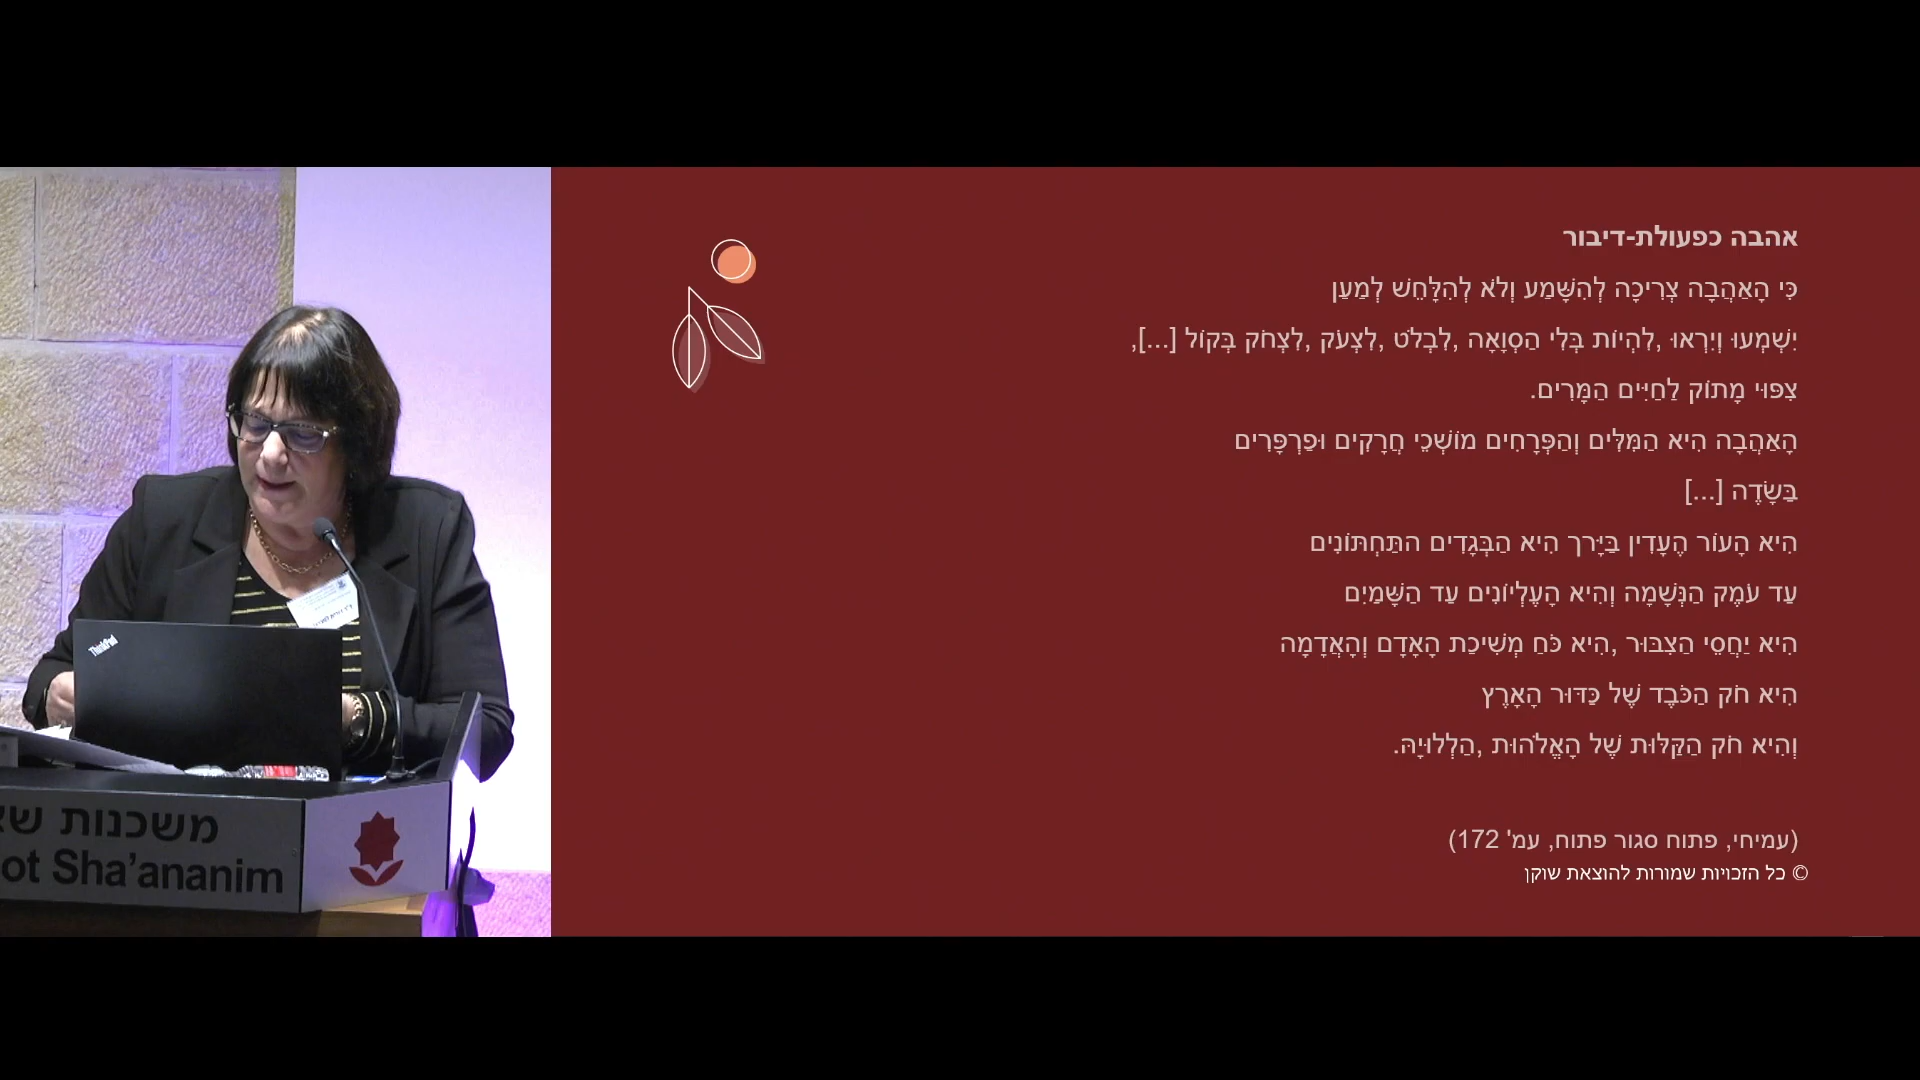 אהבה כפעולת-דיבור
כִּי הָאַהֲבָה צְרִיכָה לְהִשָּׁמַע וְלֹא לְהִלָּחֵשׁ לְמַעַן
יִשְׁמְעוּ וְיִרְאוּ ,לִהְיוֹת בְּלִי הַסְוָאָה ,לִבְלֹט ,לִצְעֹק ,לִצְחֹק בְּקוֹל [...],
צִפּוּי מָתוֹק לַחַיִּים הַמָּרִים.
הָאַהֲבָה הִיא הַמִּלִּים וְהַפְּרָחִים מוֹשְׁכֵי חֲרָקִים וּפַרְפָּרִים
בַּשָּׂדֶה [...]
הִיא הָעוֹר הֶעָדִין בַּיָּרך הִיא הַבְּגָדִים התַּחְתּוֹנִים
עַד עֹמֶק הַנְּשָׁמָה וְהִיא הָעֶלְיוֹנִים עַד הַשָּׁמַיִם
הִיא יַחֲסֵי הַצִבּוּר ,הִיא כֹּחַ מְשִׁיכַת הָאָדָם וְהָאֲדָמָה
הִיא חֹק הַכֹּבֶד שֶׁל כַּדּוּר הָאָרֶץ
וְהִיא חֹק הַקַּלּוּת שֶׁל הָאֱלֹהוּת ,הַלְלוּיָהּ.
(עמיחי, פתוח סגור פתוח, עמ' 172)
© כל הזכויות שמורות להוצאת שוקן
ThinkPad
משכנות
ot Sha'ananim